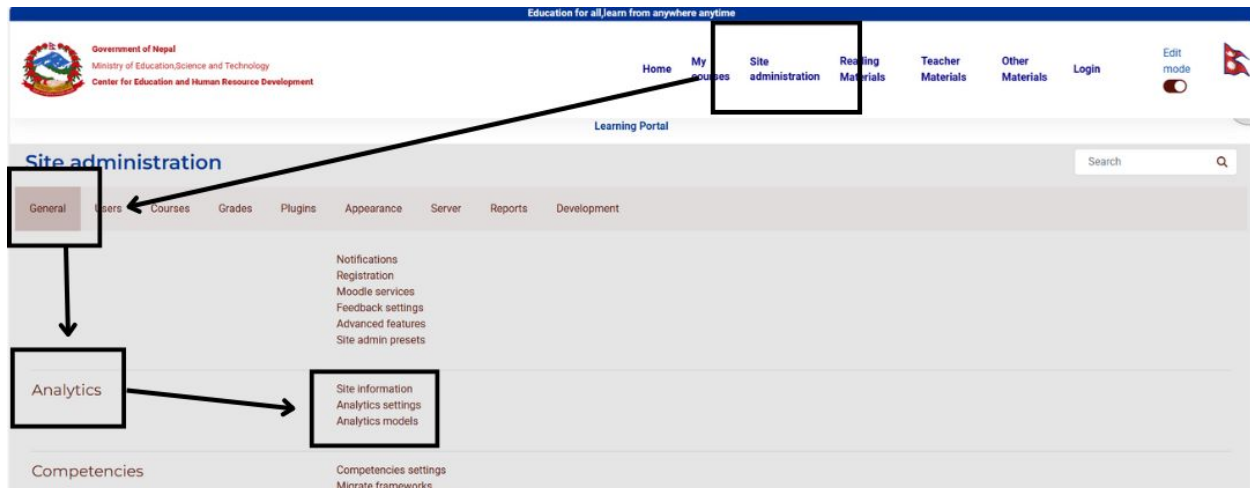 Education for all,learn from anywhere anytime
Government of Nepal
Ministry of Education,Science and Technology
Center for Education and Human Resource Development
Home
My courses
Site administration
Reading Materials
Teacher Materials
Other Materials
Login
Edit mode
Learning Portal
Site administration
Search
General Users Courses Grades Plugins Appearance Server Reports Development
Notifications
Registration
Moodle services
Feedback settings
Advanced features
Site admin presets
Analytics
Site information
Analytics settings
Analytics models
Competencies
Competencies settings
Migrate frameworks